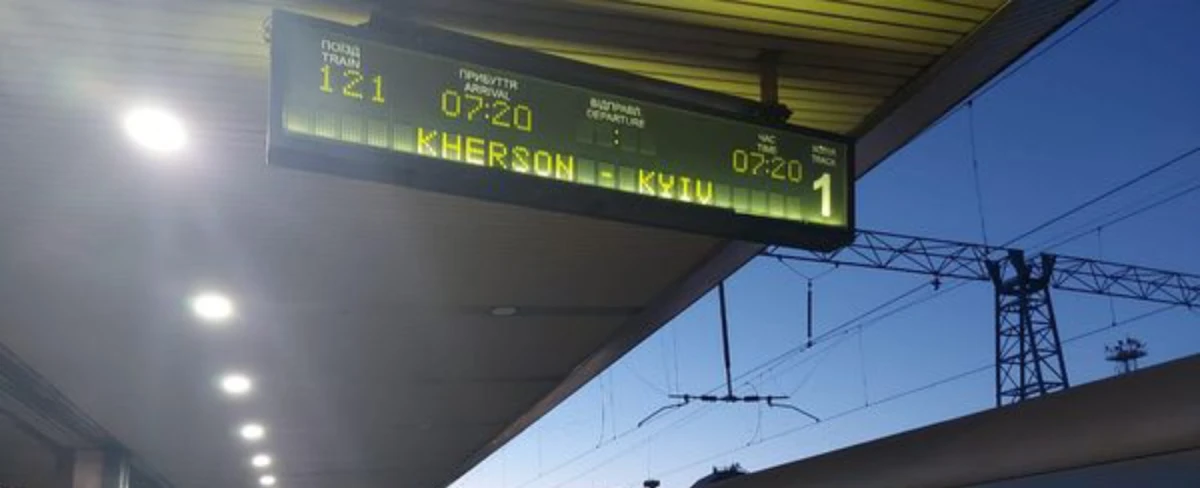 ПОЇЗД
TRAIN
121
ПРИБУТТЯ
ARRIVAL
07:20
ВІДПРАВЛ.
DEPARTURE
:
ЧАС
TIME
07:20
КОЛІЯ
TRACK
1
KHERSON - KYIV